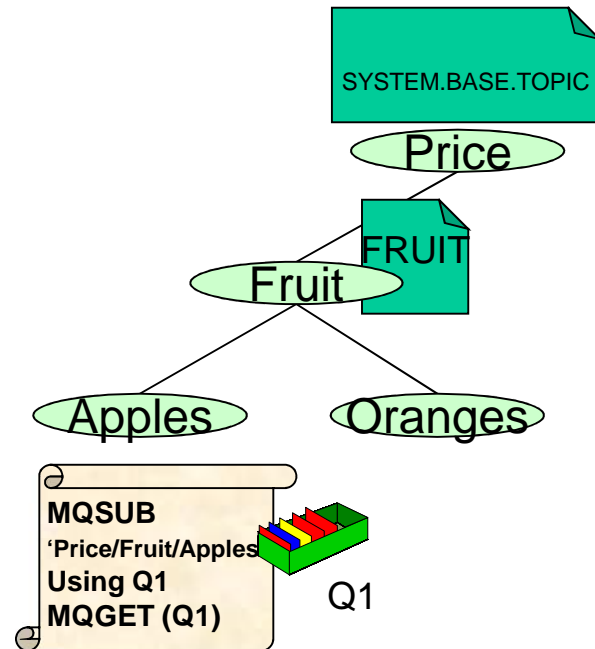 SYSTEM.BASE.TOPIC
Price
FRUIT
Fruit
Apples
Oranges
MQSUB
‘Price/Fruit/Apples
Using Q1
MQGET (Q1)
Q1